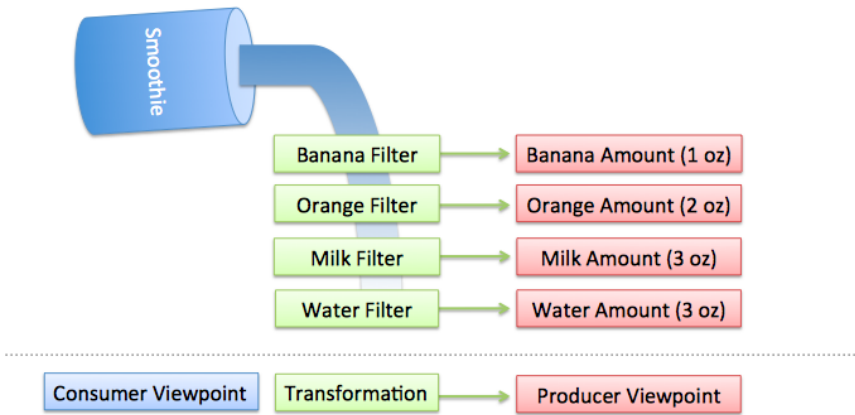 Smoothie
Banana Filter
Banana Amount (1 oz)
Orange Filter
Orange Amount (2 oz)
Milk Filter
Milk Amount (3 oz)
Water Filter
Water Amount (3 oz)
Consumer Viewpoint
Transformation
Producer Viewpoint